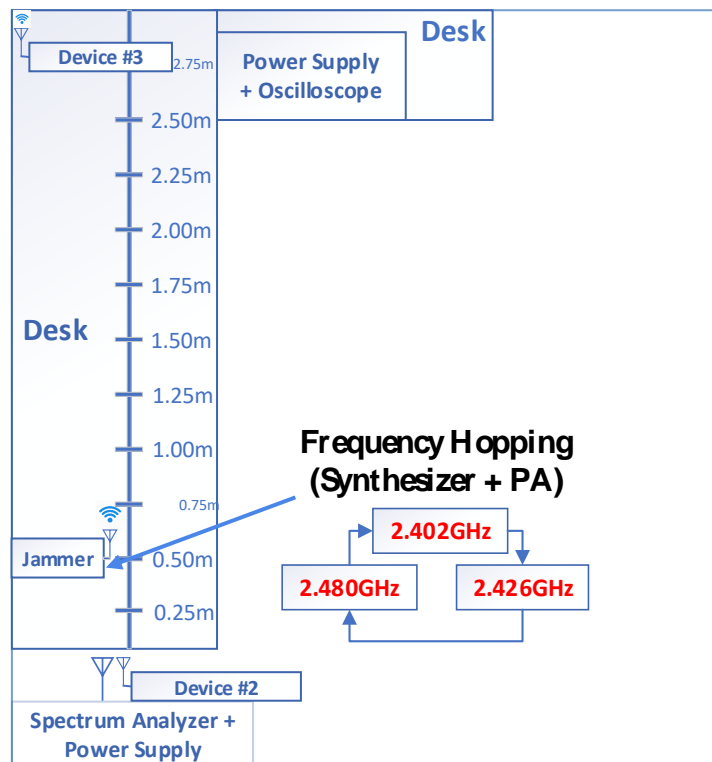 Desk
Device #3
2.75m
Power Supply
+ Oscilloscope
2.50m
2.25m
2.00m
1.75m
Desk
1.50m
1.25m
1.00m
Frequency Hopping
(Synthesizer + PA)
0.75m
2.402GHz
Jammer
0.50m
2.480GHz
2.426GHz
0.25m
Device #2
Spectrum Analyzer +
Power Supply